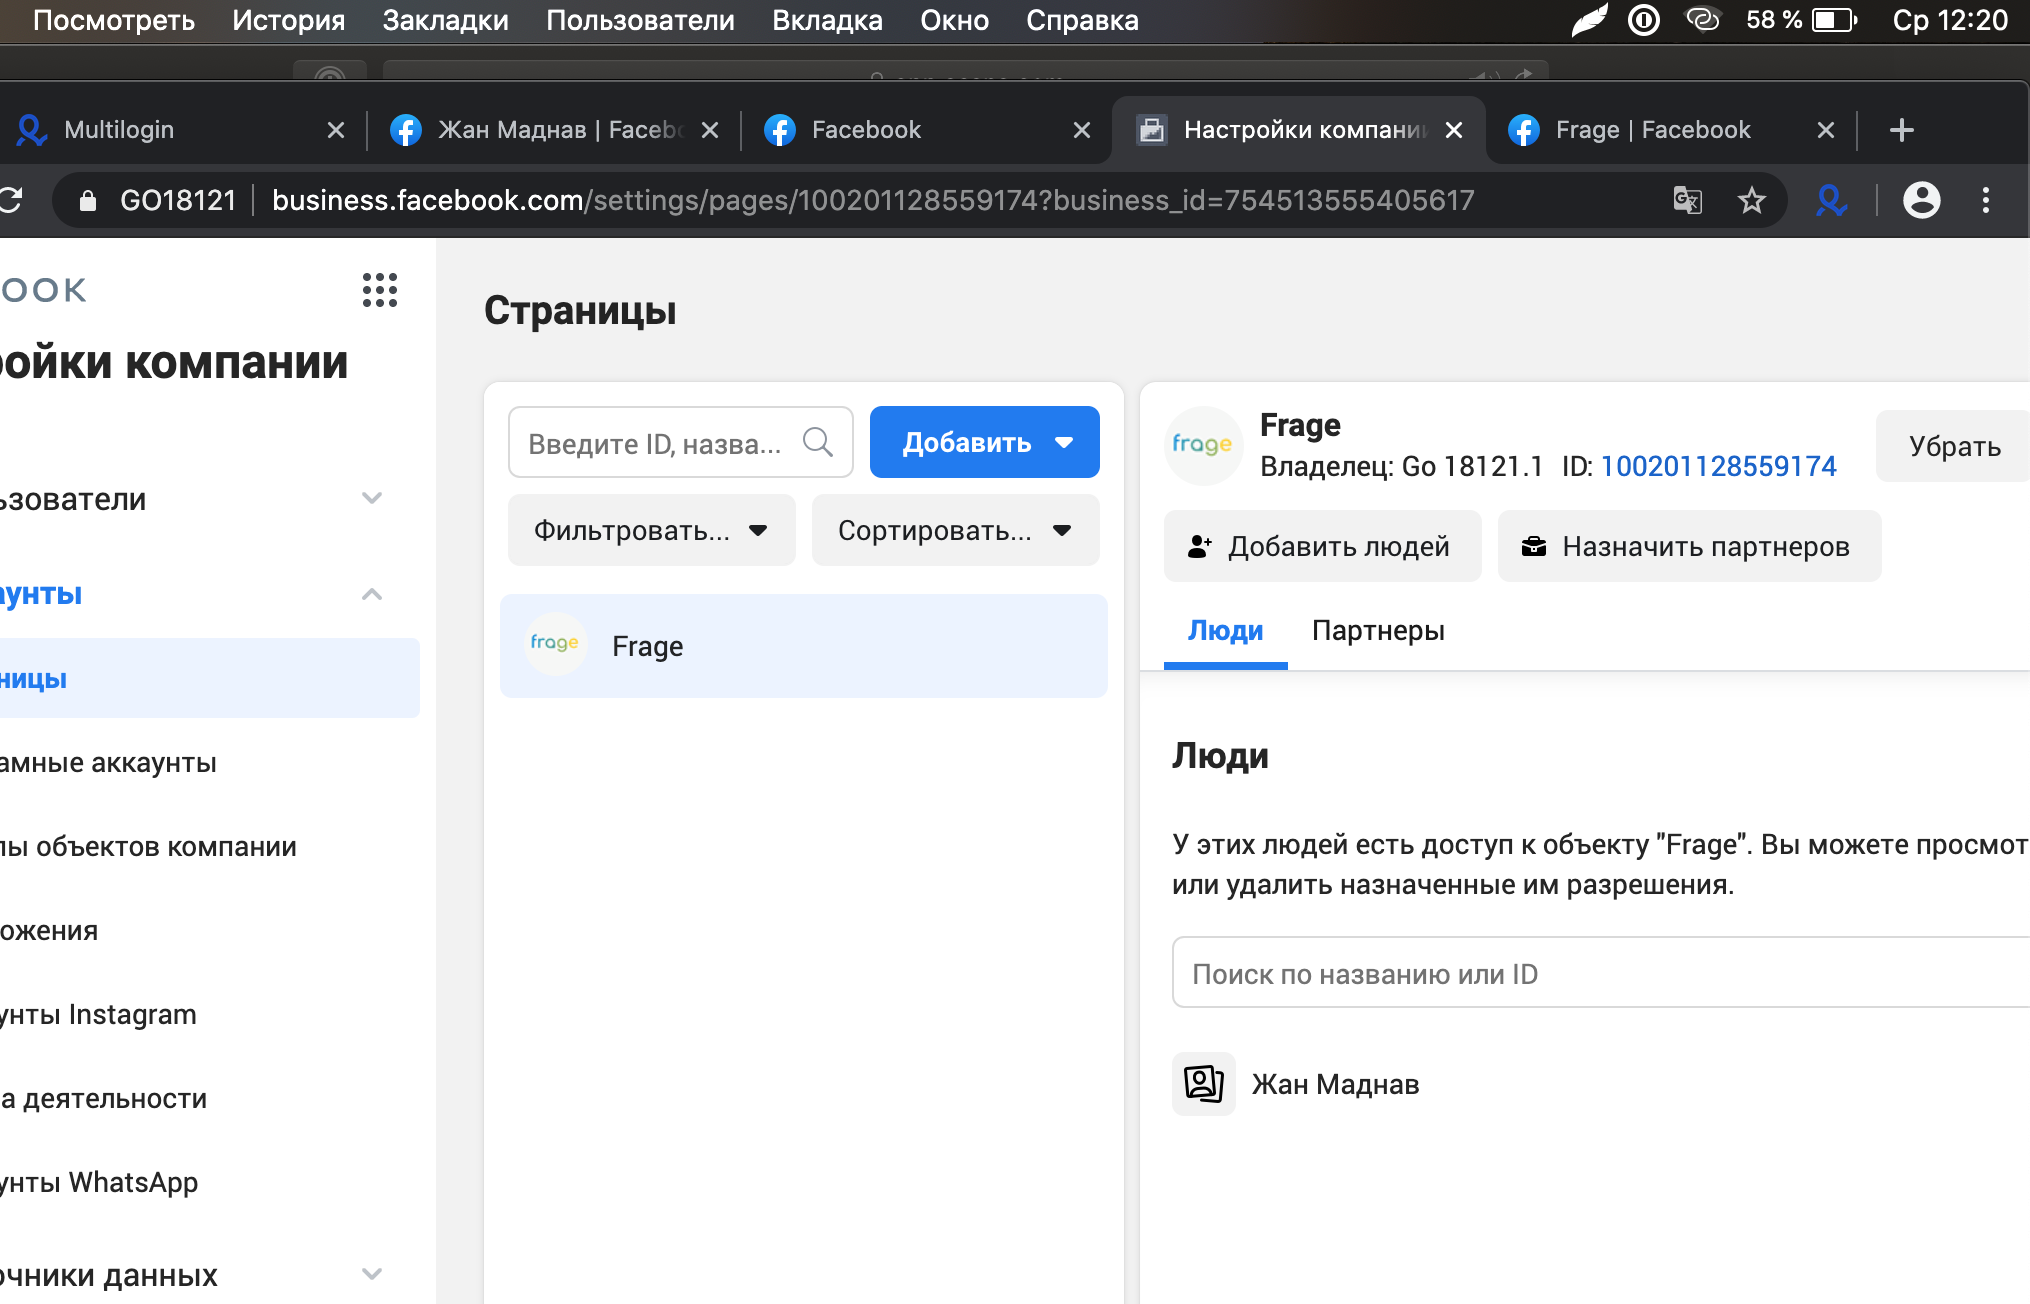 Посмотреть История Закладки Пользователи Вкладка Окно Справка 58 % Ср 12:20
Multilogin
Жан Маднав | Facebo
Facebook
Настройки компании
Frage | Facebook
GO18121 business.facebook.com/settings/pages/100201128559174?business_id=754513555405617
OOK
ройки компании
ьзователи
аунты
ницы
амные аккаунты
пы объектов компании
ожения
унты Instagram
а деятельности
унты WhatsApp
очники данных
Страницы
Введите ID, назва...
Добавить
Фильтровать...
Сортировать...
frage
Frage
frage
Frage
Владелец: Go 18121.1 ID: 100201128559174
Убрать
Добавить людей
Назначить партнеров
Люди
Партнеры
Люди
У этих людей есть доступ к объекту "Frage". Вы можете просмот
или удалить назначенные им разрешения.
Поиск по названию или ID
Жан Маднав